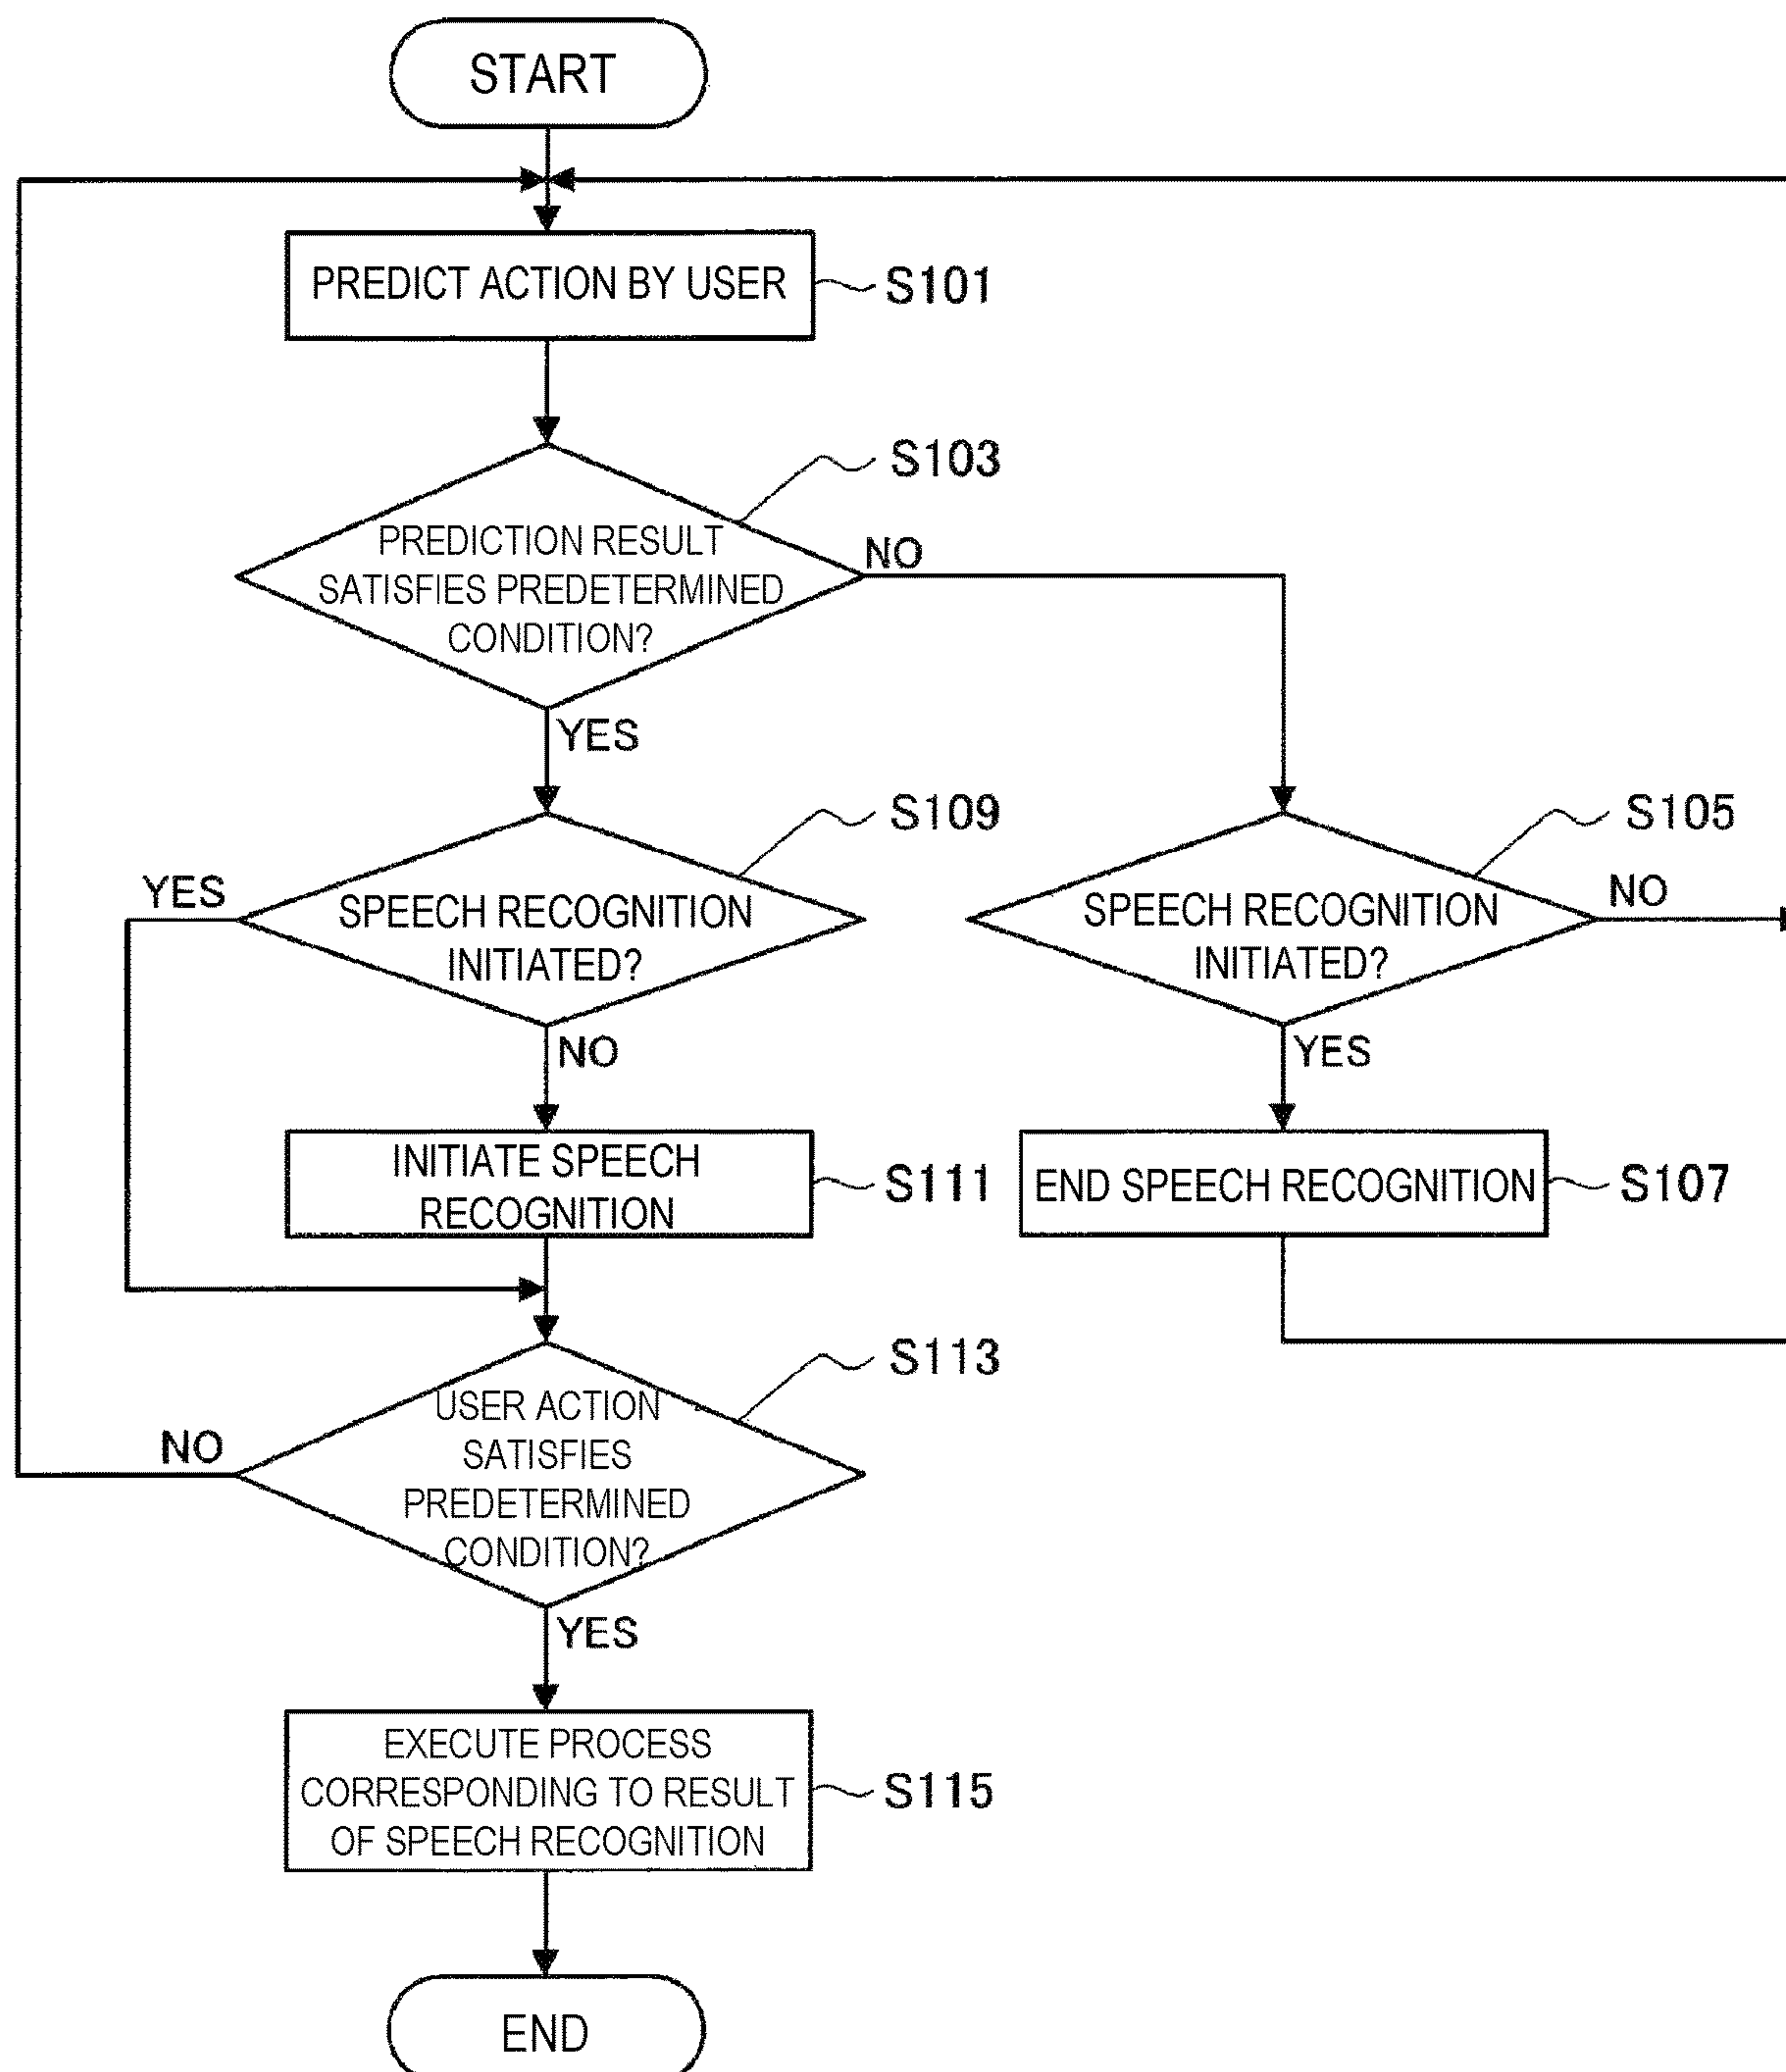 START
PREDICT ACTION BY USER
S101
S103
PREDICTION RESULT
SATISFIES PREDETERMINED
CONDITION?
NO
YES
S109
S105
YES
SPEECH RECOGNITION
INITIATED?
SPEECH RECOGNITION
INITIATED?
NO
NO
YES
INITIATE SPEECH
RECOGNITION
S111
END SPEECH RECOGNITION
S107
S113
USER ACTION
SATISFIES
PREDETERMINED
CONDITION?
NO
YES
EXECUTE PROCESS
CORRESPONDING TO RESULT
OF SPEECH RECOGNITION
S115
END